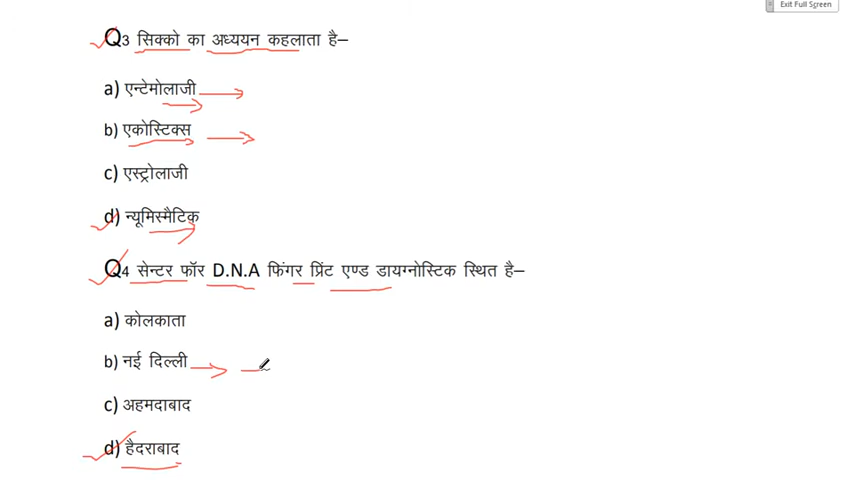 Exit Full Screen
Q3 सिक्को का अध्ययन कहलाता है–
a) एन्टेमोलाजी
b) एकोस्टिक्स
c) एस्ट्रोलाजी
d) न्यूमिस्मैटिक
Q4 सेन्टर फॉर D.N.A फिंगर प्रिंट एण्ड डायग्नोस्टिक स्थित है–
a) कोलकाता
b) नई दिल्ली
c) अहमदाबाद
d) हैदराबाद